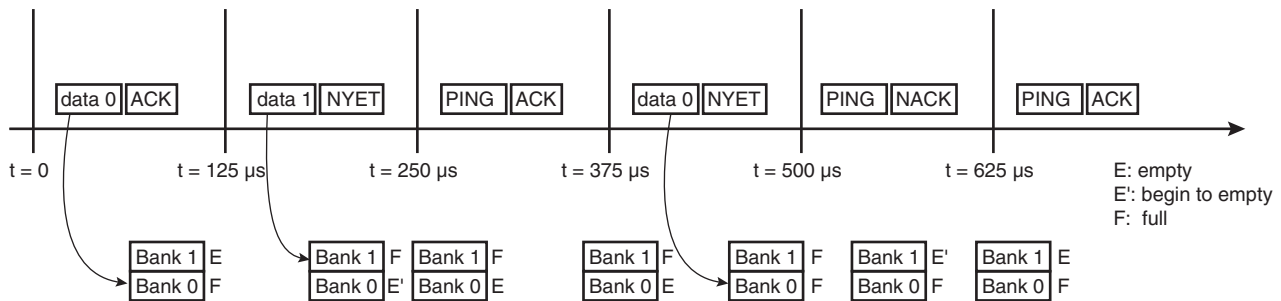 data 0 ACK data 1 NYET PING ACK data 0 NYET PING NACK PING ACK
t = 0 t = 125 µs t = 250 µs t = 375 µs t = 500 µs t = 625 µs
E: empty
E': begin to empty
F: full
Bank 1 E Bank 1 F Bank 1 F Bank 1 F Bank 1 F Bank 1 E' Bank 1 E
Bank 0 F Bank 0 E' Bank 0 E Bank 0 E Bank 0 F Bank 0 F Bank 0 F